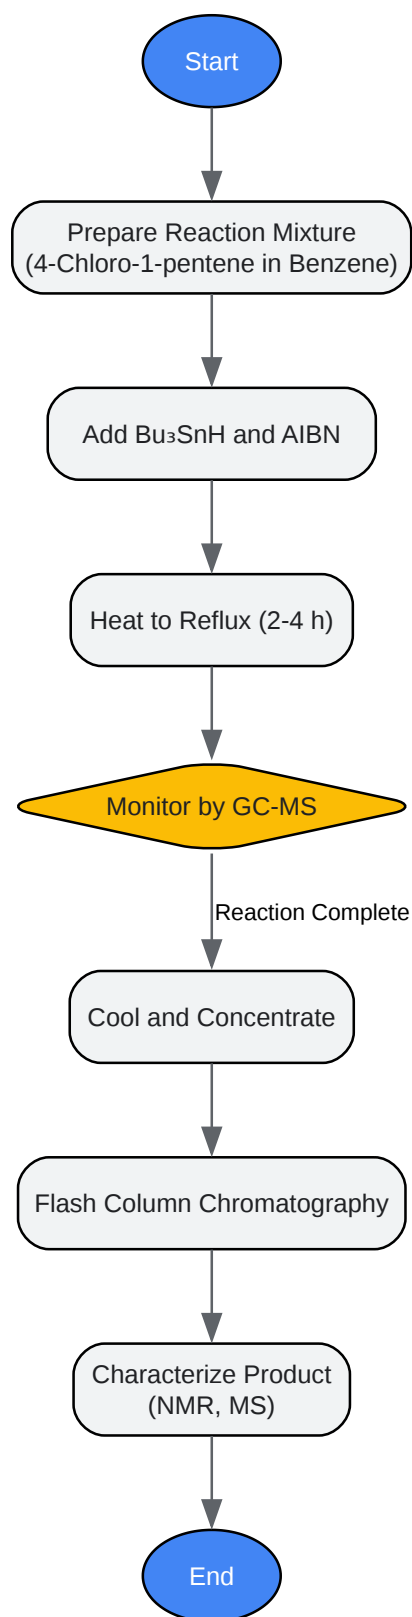 Start
Prepare Reaction Mixture
(4-Chloro-1-pentene in Benzene)
Add Bu₃SnH and AIBN
Heat to Reflux (2-4 h)
Monitor by GC-MS
Reaction Complete
Cool and Concentrate
Flash Column Chromatography
Characterize Product
(NMR, MS)
End